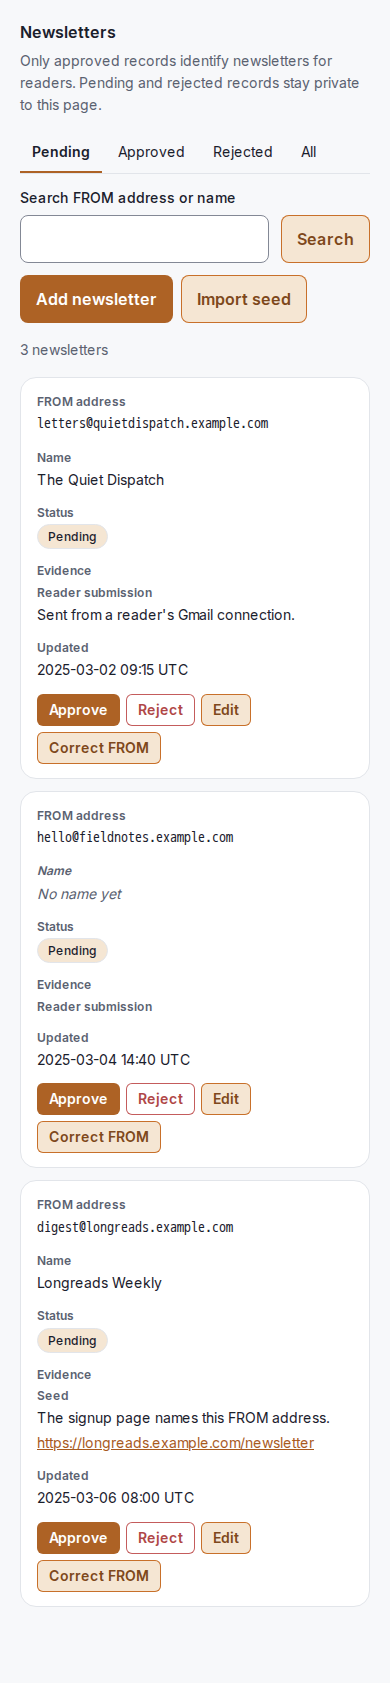 Newsletters
Only approved records identify newsletters for
readers. Pending and rejected records stay private
to this page.
Pending Approved Rejected All
Search FROM address or name
Search
Add newsletter Import seed
3 newsletters
FROM address
letters@quietdispatch.example.com
Name
The Quiet Dispatch
Status
Pending
Evidence
Reader submission
Sent from a reader's Gmail connection.
Updated
2025-03-02 09:15 UTC
Approve Reject Edit
Correct FROM
FROM address
hello@fieldnotes.example.com
Name
No name yet
Status
Pending
Evidence
Reader submission
Updated
2025-03-04 14:40 UTC
Approve Reject Edit
Correct FROM
FROM address
digest@longreads.example.com
Name
Longreads Weekly
Status
Pending
Evidence
Seed
The signup page names this FROM address.
https://longreads.example.com/newsletter
Updated
2025-03-06 08:00 UTC
Approve Reject Edit
Correct FROM